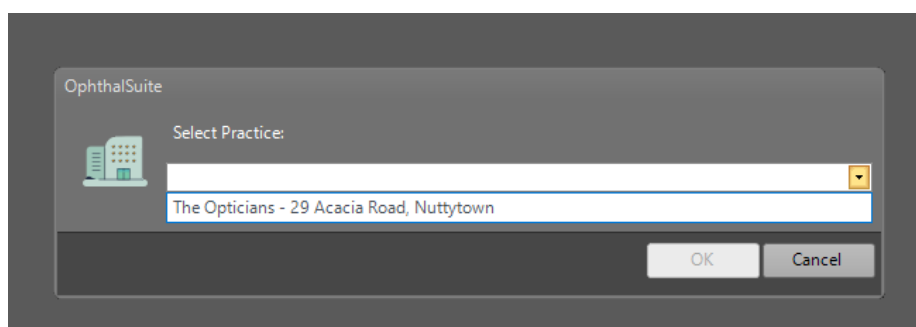 OphthalSuite
Select Practice:
The Opticians - 29 Acacia Road, Nuttytown
OK
Cancel